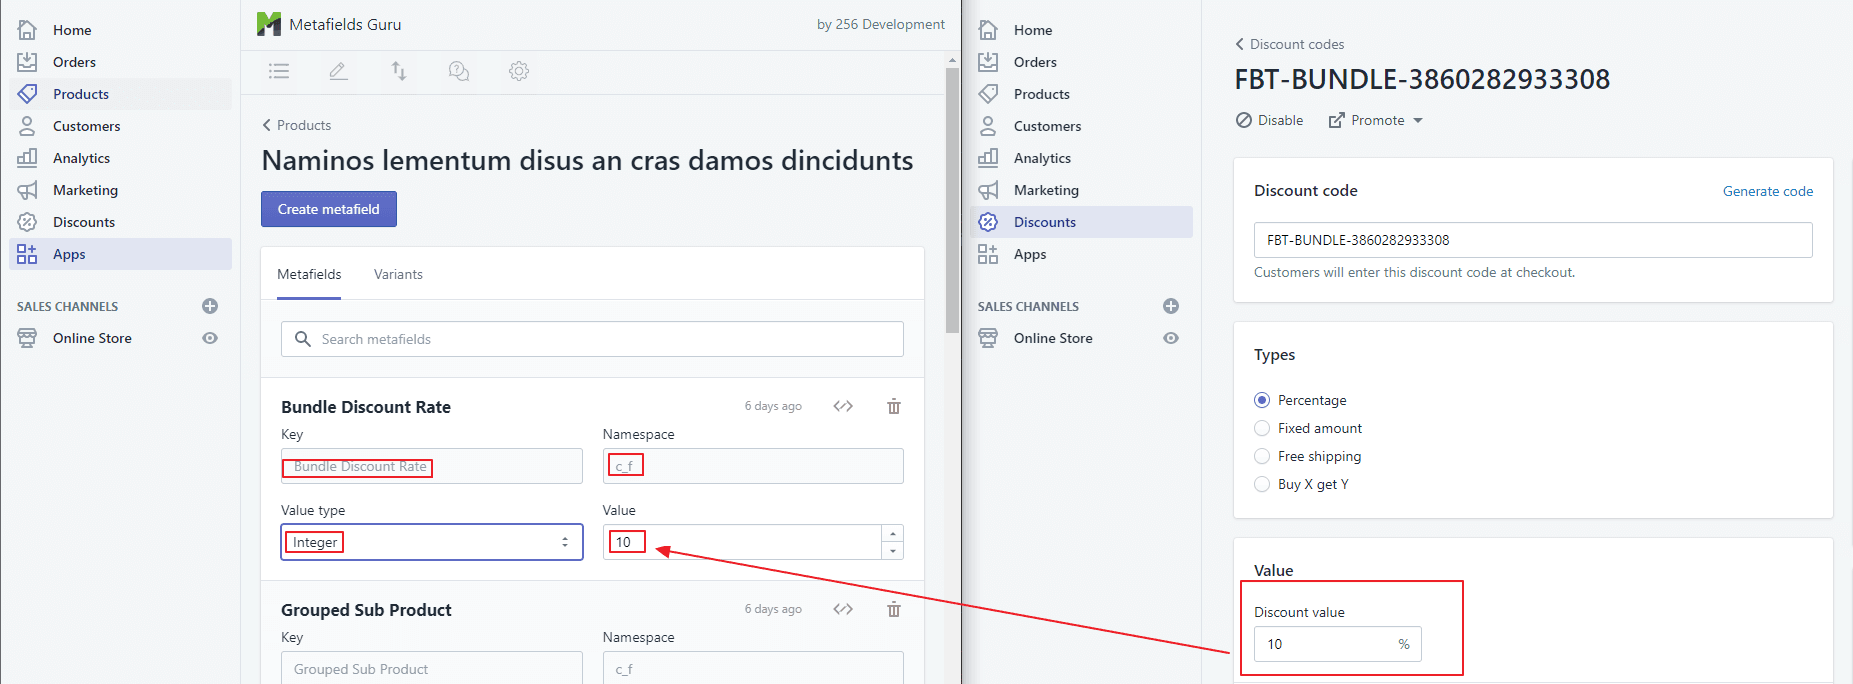 Home
Orders
Products
Customers
Analytics
Marketing
Discounts
Apps
SALES CHANNELS
Online Store
Metafields Guru
by 256 Development
Products
Naminos lementum disus an cras damos dincidunts
Create metafield
Metafields Variants
Search metafields
Bundle Discount Rate 6 days ago
Key Namespace
Bundle Discount Rate c_f
Value type Value
Integer 10
Grouped Sub Product 6 days ago
Key Namespace
Grouped Sub Product c_f
Home
Orders
Products
Customers
Analytics
Marketing
Discounts
Apps
SALES CHANNELS
Online Store
Discount codes
FBT-BUNDLE-3860282933308
Disable Promote
Discount code Generate code
FBT-BUNDLE-3860282933308
Customers will enter this discount code at checkout.
Types
Percentage
Fixed amount
Free shipping
Buy X get Y
Value
Discount value
10 %